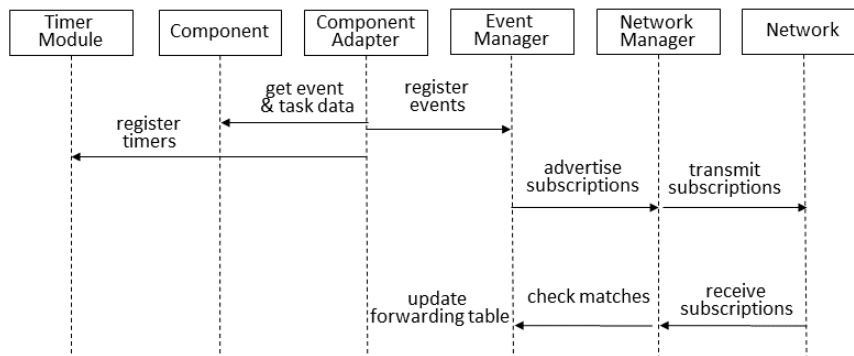 Timer
Module
Component
Component
Adapter
Event
Manager
Network
Manager
Network
get event
& task data
register
events
register
timers
advertise
subscriptions
transmit
subscriptions
update
forwarding table
check matches
receive
subscriptions